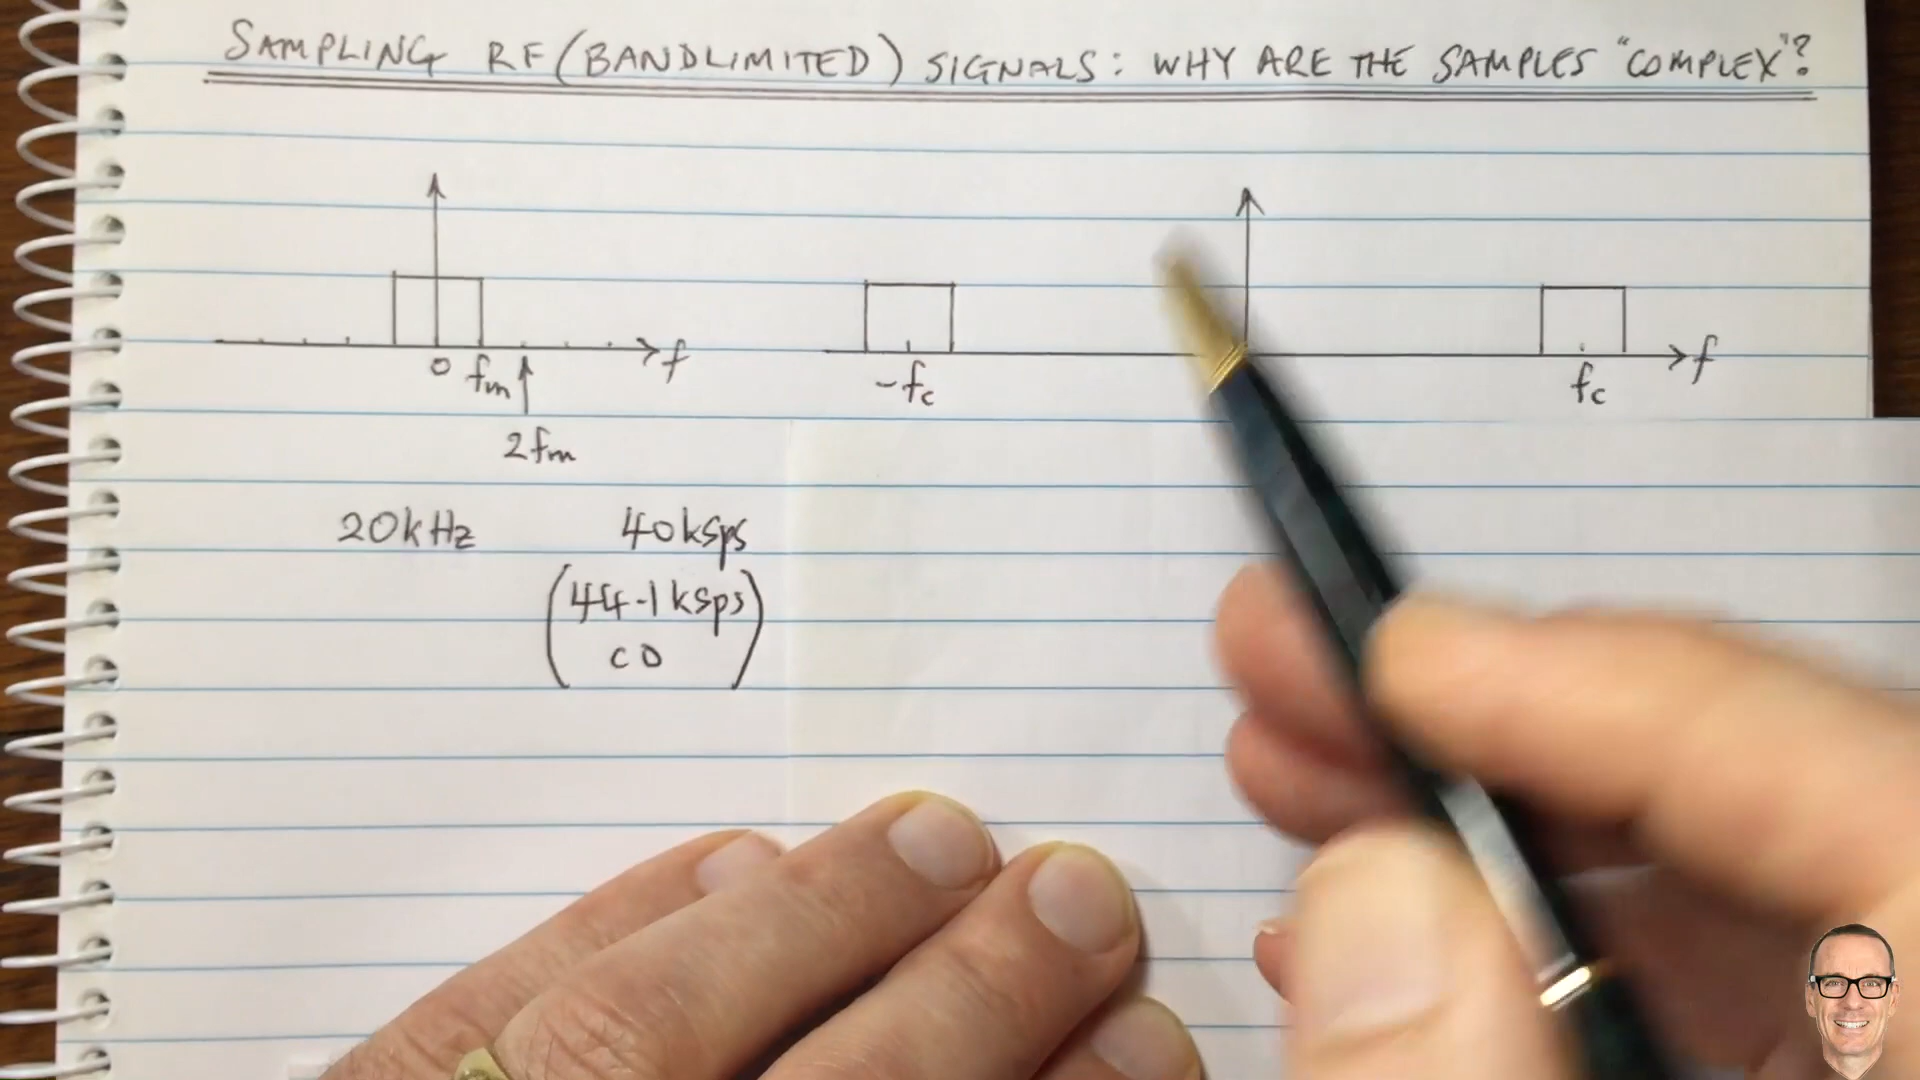 SAMPLING RF (BANDLIMITED) SIGNALS: WHY ARE THE SAMPLES "COMPLEX"?
0 fm f
2fm
-fc fc f
20kHz 40ksps
(44.1ksps
CD)